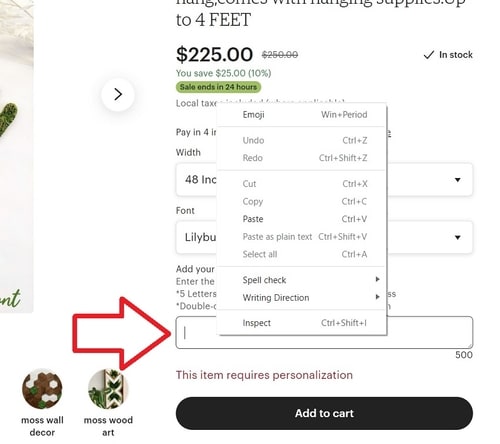 hang,comes with hanging supplies.Up
to 4 FEET
$225.00 $250.00
In stock
You save $25.00 (10%)
Sale ends in 24 hours
Local taxes included (where applicable)
Pay in 4 in
Width
48 Inc
Font
Lilybu
Add your
Enter the
*5 Letters
*Double-c
Emoji Win+Period
Undo Ctrl+Z
Redo Ctrl+Shift+Z
Cut Ctrl+X
Copy Ctrl+C
Paste Ctrl+V
Paste as plain text Ctrl+Shift+V
Select all Ctrl+A
Spell check
Writing Direction
Inspect Ctrl+Shift+I
ss
500
This item requires personalization
Add to cart
moss wall
decor
moss wood
art